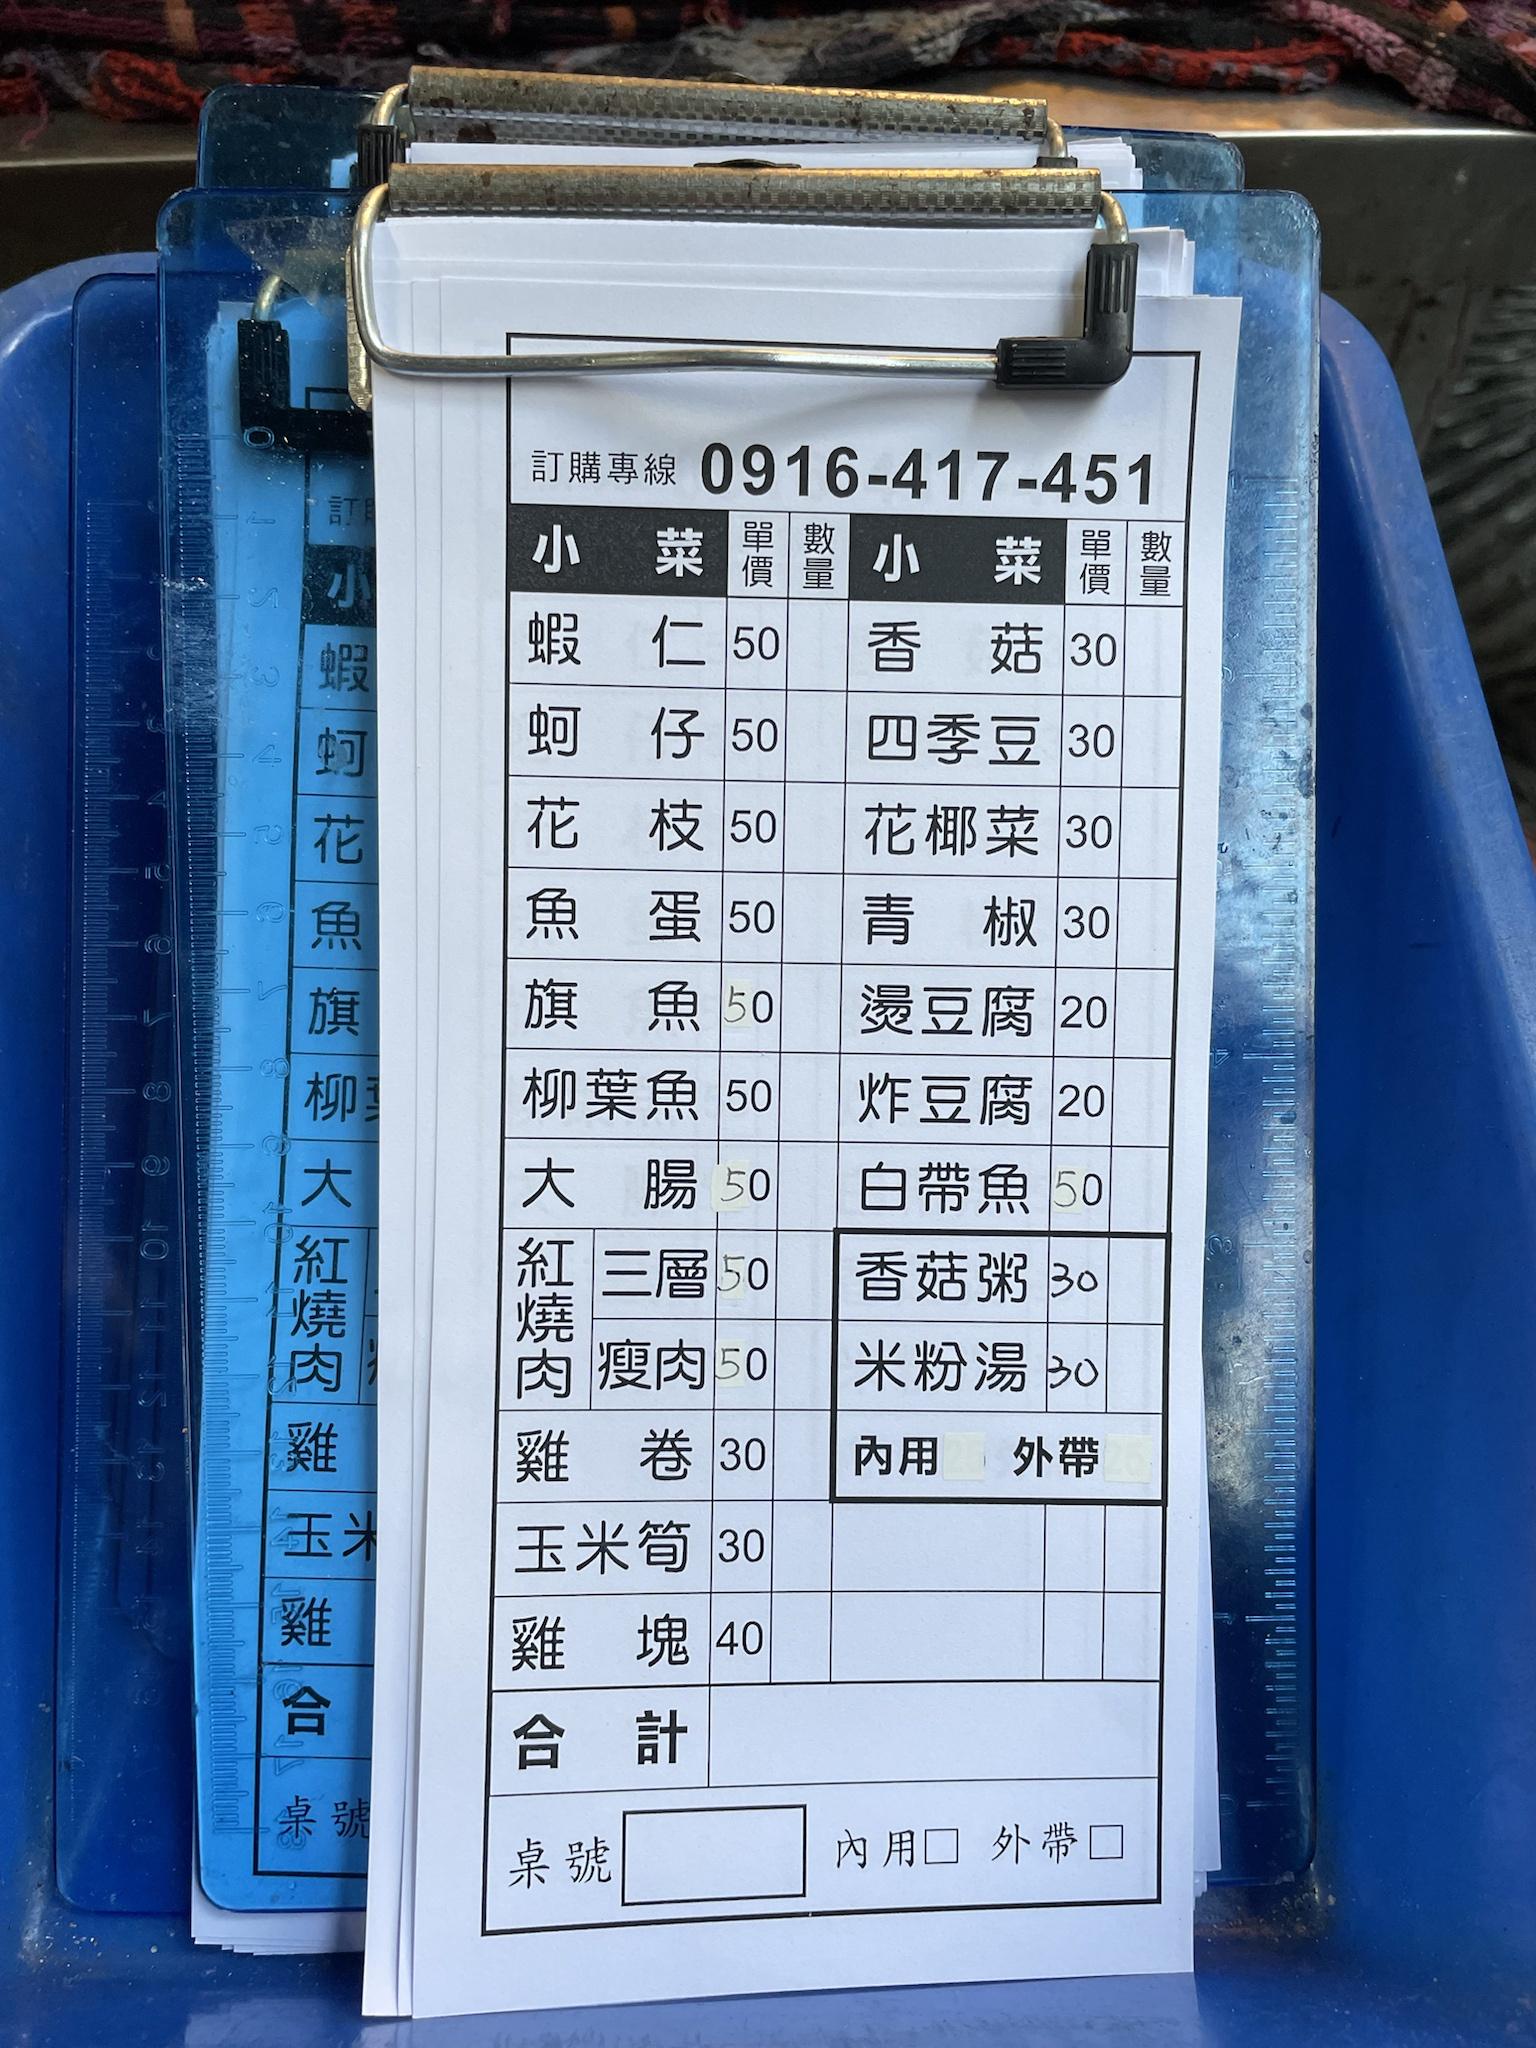 訂購專線 0916-417-451
小菜 單價 數量 小菜 單價 數量
蝦仁 50 香菇 30
蚵仔 50 四季豆 30
花枝 50 花椰菜 30
魚蛋 50 青椒 30
旗魚 50 燙豆腐 20
柳葉魚 50 炸豆腐 20
大腸 50 白帶魚 50
紅燒肉 三層 50 香菇粥 30
瘦肉 50 米粉湯 30
雞卷 30 內用 外帶
玉米筍 30
雞塊 40
合計
桌號 內用□ 外帶□
訂
小
蝦
蚵
花
魚
旗
柳
大
紅燒肉
雞
玉米
雞
合
桌號